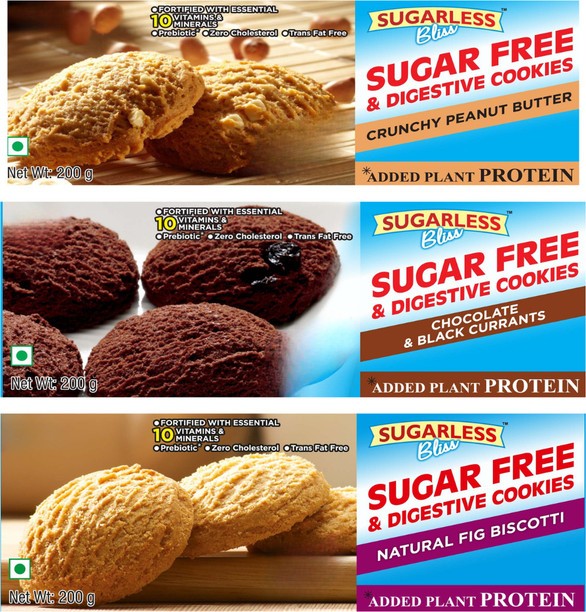 • FORTIFIED WITH ESSENTIAL
10 VITAMINS &
MINERALS
• Prebiotic* • Zero Cholesterol • Trans Fat Free
Net Wt: 200 g
SUGARLESS™
Bliss
SUGAR FREE
& DIGESTIVE COOKIES
CRUNCHY PEANUT BUTTER
*ADDED PLANT PROTEIN
• FORTIFIED WITH ESSENTIAL
10 VITAMINS &
MINERALS
• Prebiotic* • Zero Cholesterol • Trans Fat Free
Net Wt: 200 g
SUGARLESS™
Bliss
SUGAR FREE
& DIGESTIVE COOKIES
CHOCOLATE
& BLACK CURRANTS
*ADDED PLANT PROTEIN
• FORTIFIED WITH ESSENTIAL
10 VITAMINS &
MINERALS
• Prebiotic* • Zero Cholesterol • Trans Fat Free
Net Wt: 200 g
SUGARLESS™
Bliss
SUGAR FREE
& DIGESTIVE COOKIES
NATURAL FIG BISCOTTI
*ADDED PLANT PROTEIN